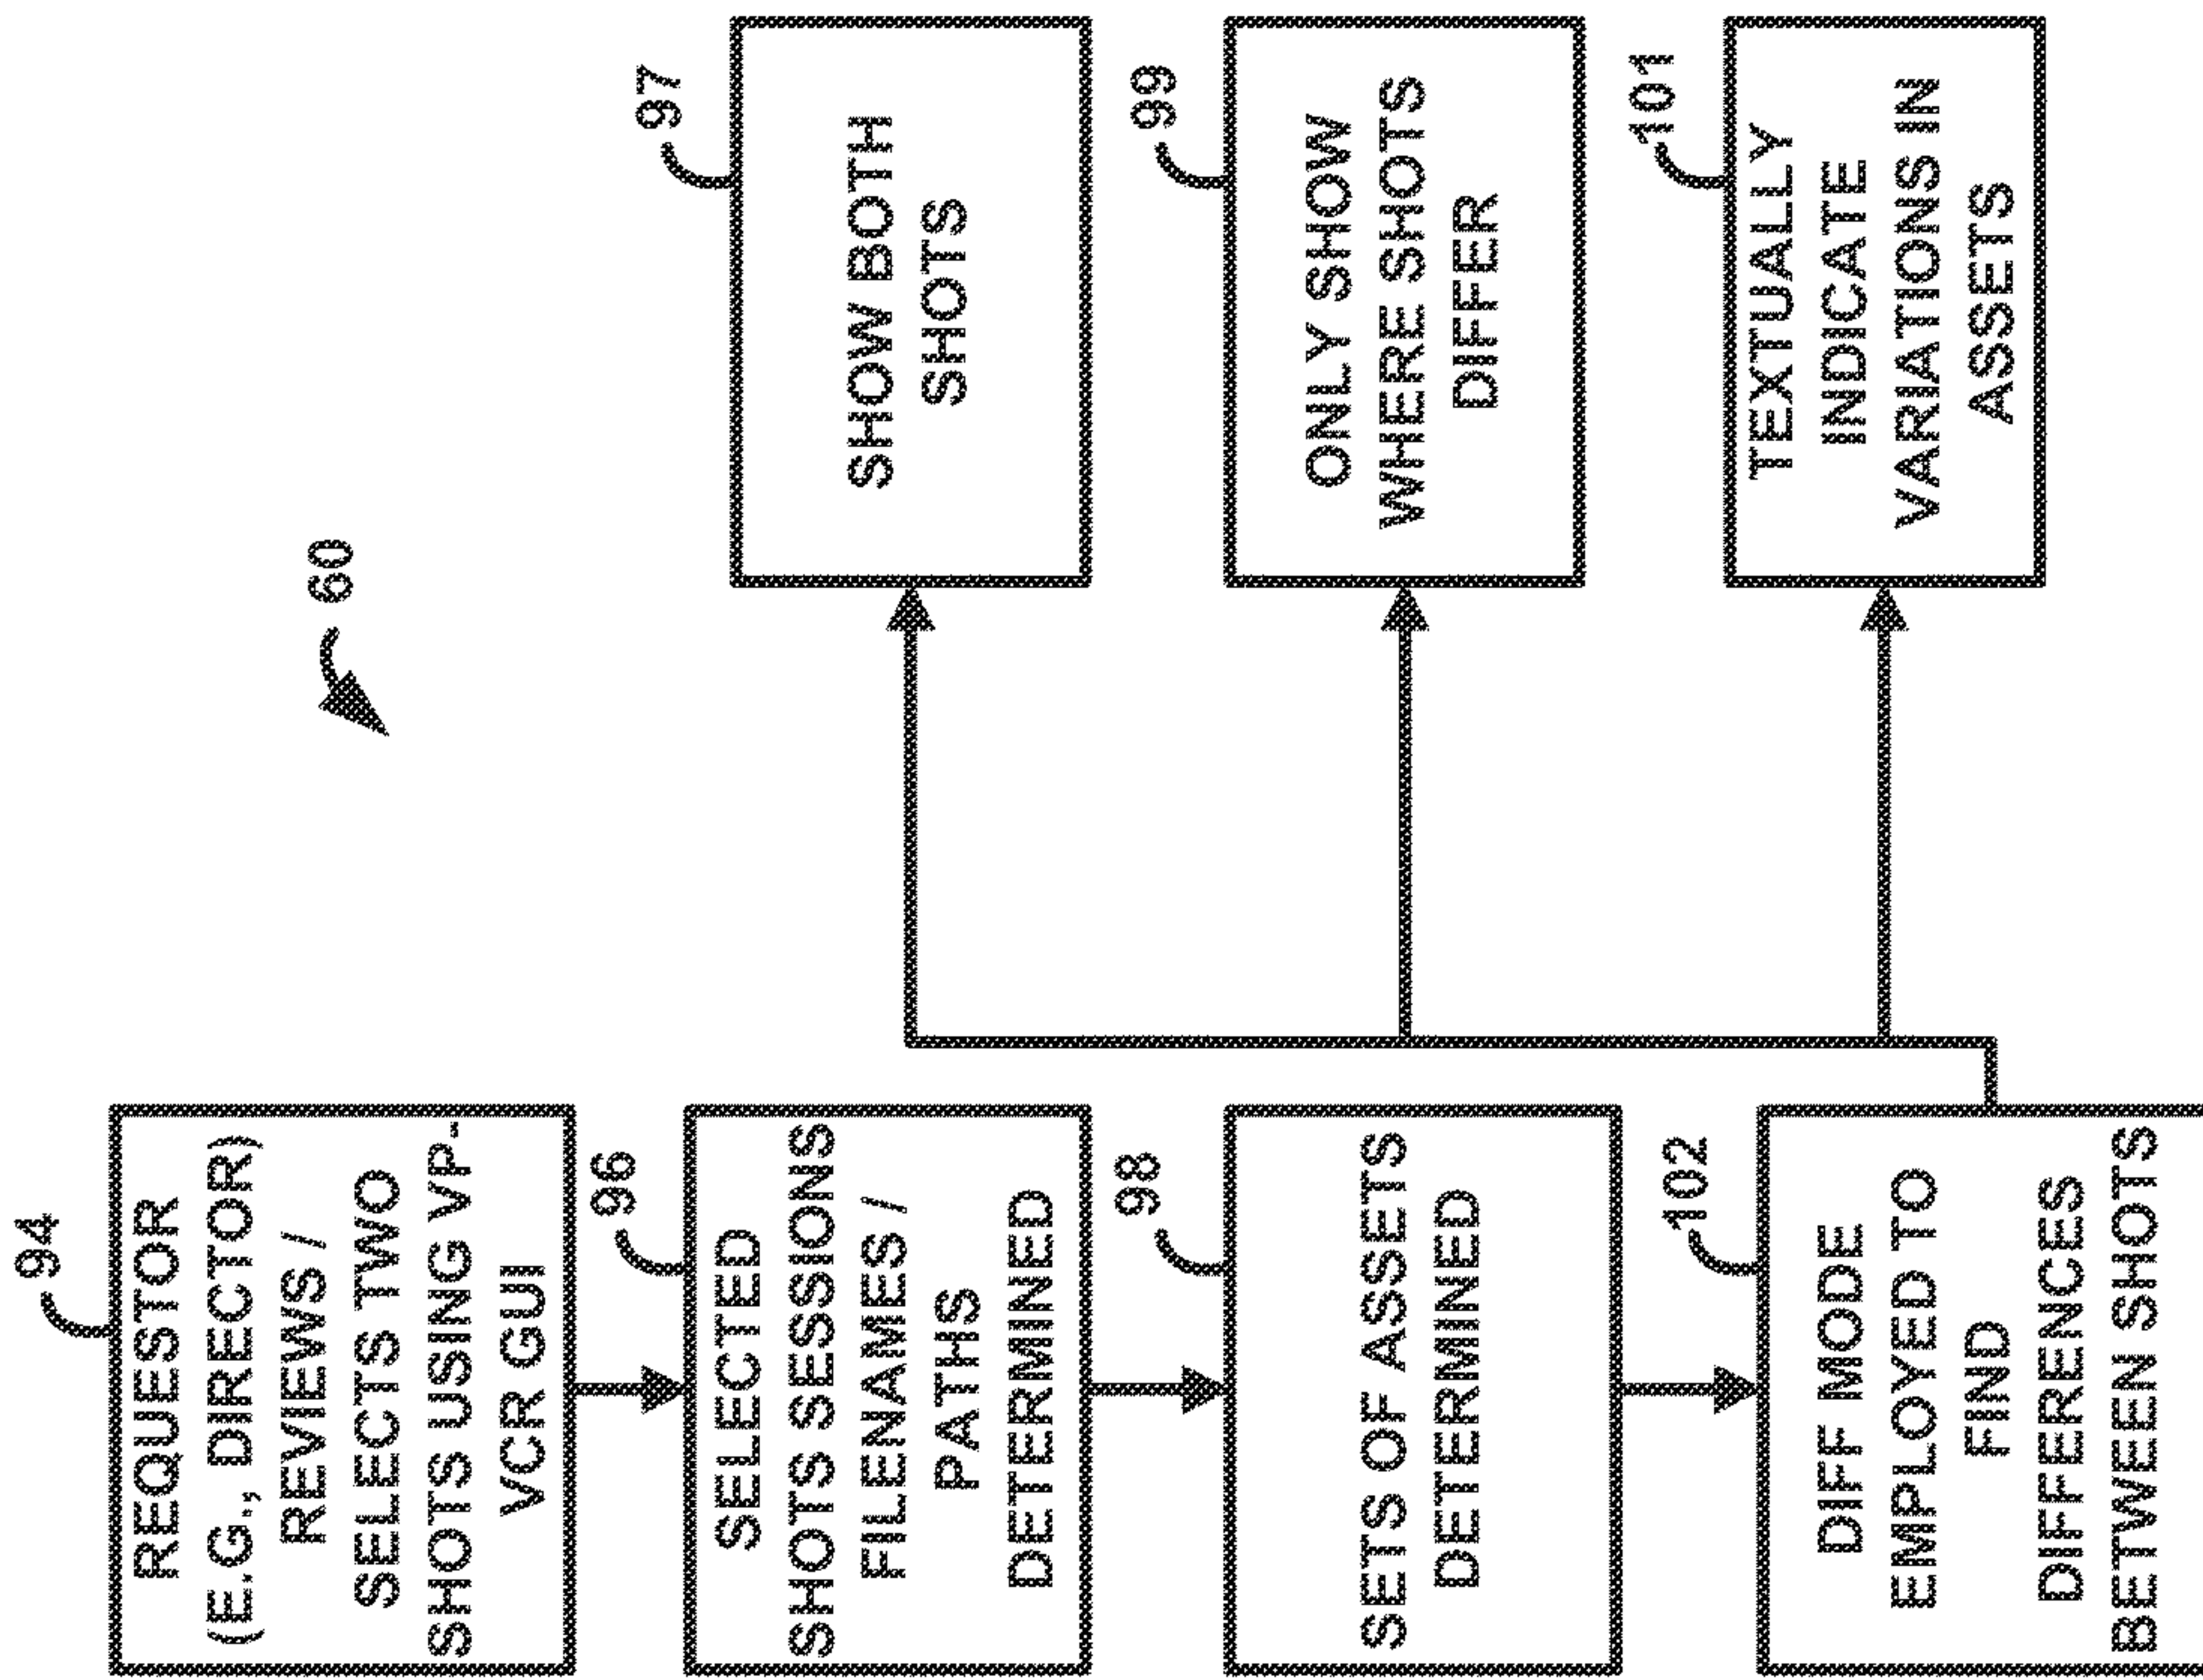 60
94
REQUESTOR
(E.G., DIRECTOR)
REVIEWS /
SELECTS TWO
SHOTS USING VP-
VCR GUI
96
SELECTED
SHOTS SESSIONS
FILENAMES /
PATHS
DETERMINED
98
SETS OF ASSETS
DETERMINED
102
DIFF MODE
EMPLOYED TO
FIND
DIFFERENCES
BETWEEN SHOTS
97
SHOW BOTH
SHOTS
99
ONLY SHOW
WHERE SHOTS
DIFFER
101
TEXTUALLY
INDICATE
VARIATIONS IN
ASSETS